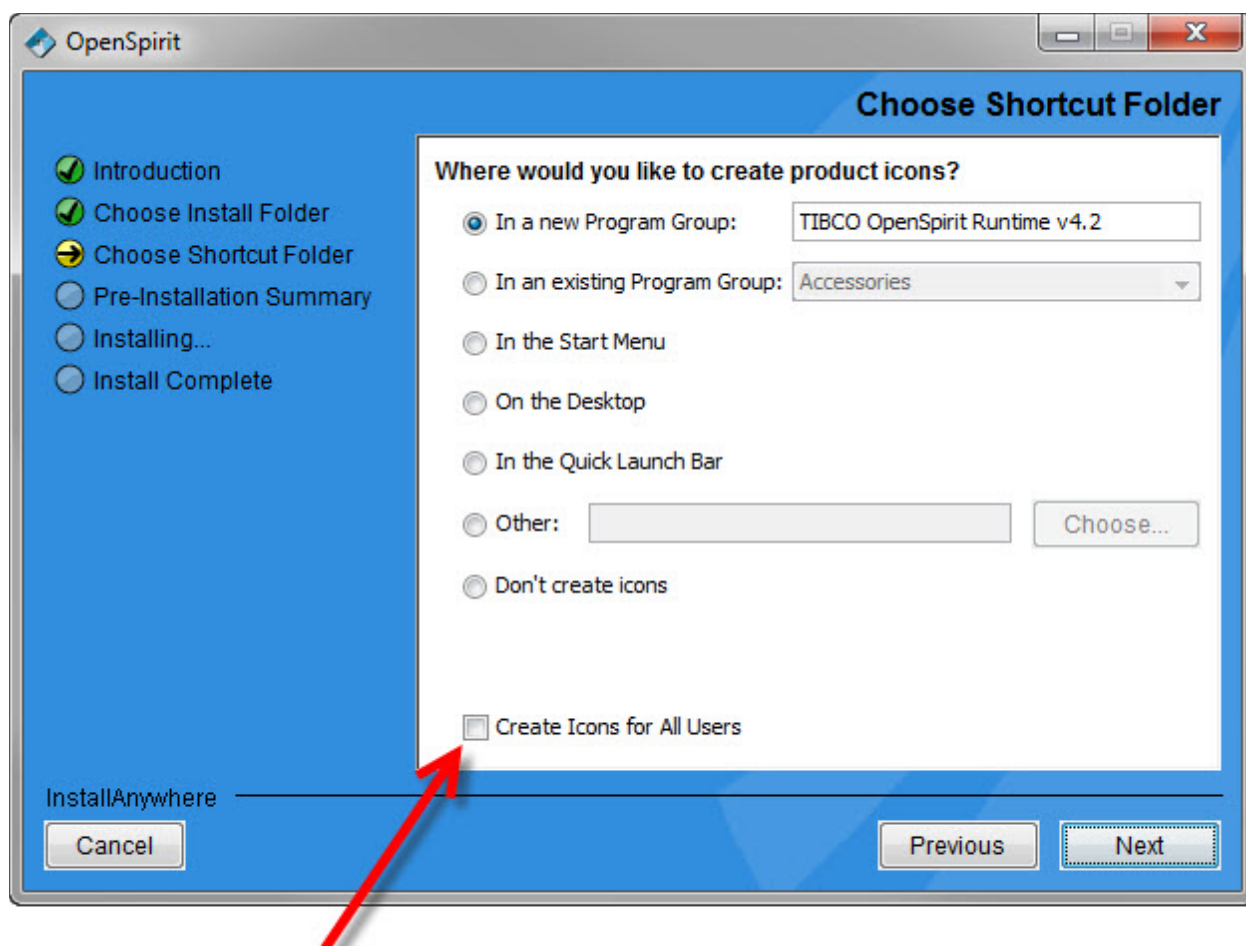 OpenSpirit
Choose Shortcut Folder
Introduction
Choose Install Folder
Choose Shortcut Folder
Pre-Installation Summary
Installing...
Install Complete
Where would you like to create product icons?
In a new Program Group: TIBCO OpenSpirit Runtime v4.2
In an existing Program Group: Accessories
In the Start Menu
On the Desktop
In the Quick Launch Bar
Other: Choose...
Don't create icons
Create Icons for All Users
InstallAnywhere
Cancel Previous Next